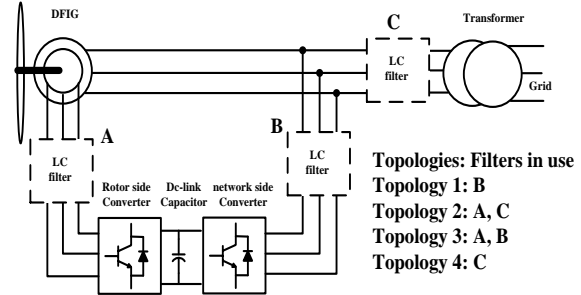 DFIG
C
Transformer
LC
filter
Grid
A
B
LC
filter
LC
filter
Rotor side
Converter
Dc-link
Capacitor
network side
Converter
Topologies: Filters in use
Topology 1: B
Topology 2: A, C
Topology 3: A, B
Topology 4: C